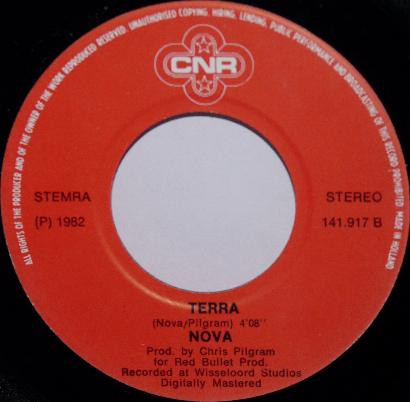 ALL RIGHTS OF THE PRODUCER AND OF THE OWNER OF THE WORK REPRODUCED RESERVED. UNAUTHORISED COPYING, HIRING, LENDING, PUBLIC PERFORMANCE AND BROADCASTING OF THIS RECORD PROHIBITED. MADE IN HOLLAND
CNR
STEMRA
STEREO
(P) 1982
141.917 B
TERRA
(Nova/Pilgram) 4'08''
NOVA
Prod. by Chris Pilgram
for Red Bullet Prod.
Recorded at Wisseloord Studios
Digitally Mastered